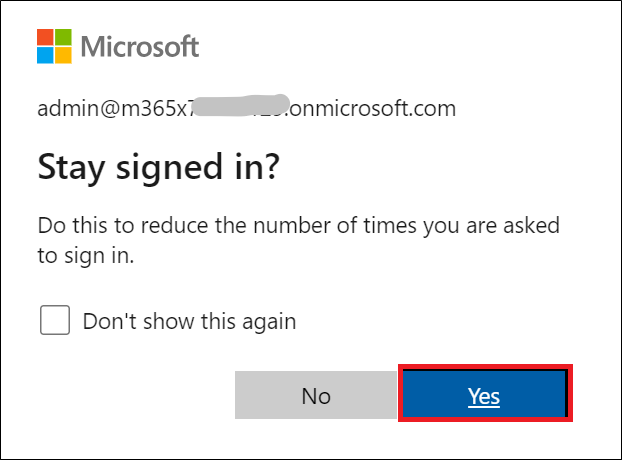 Microsoft
admin@m365x7 .onmicrosoft.com
Stay signed in?
Do this to reduce the number of times you are asked
to sign in.
Don't show this again
No
Yes